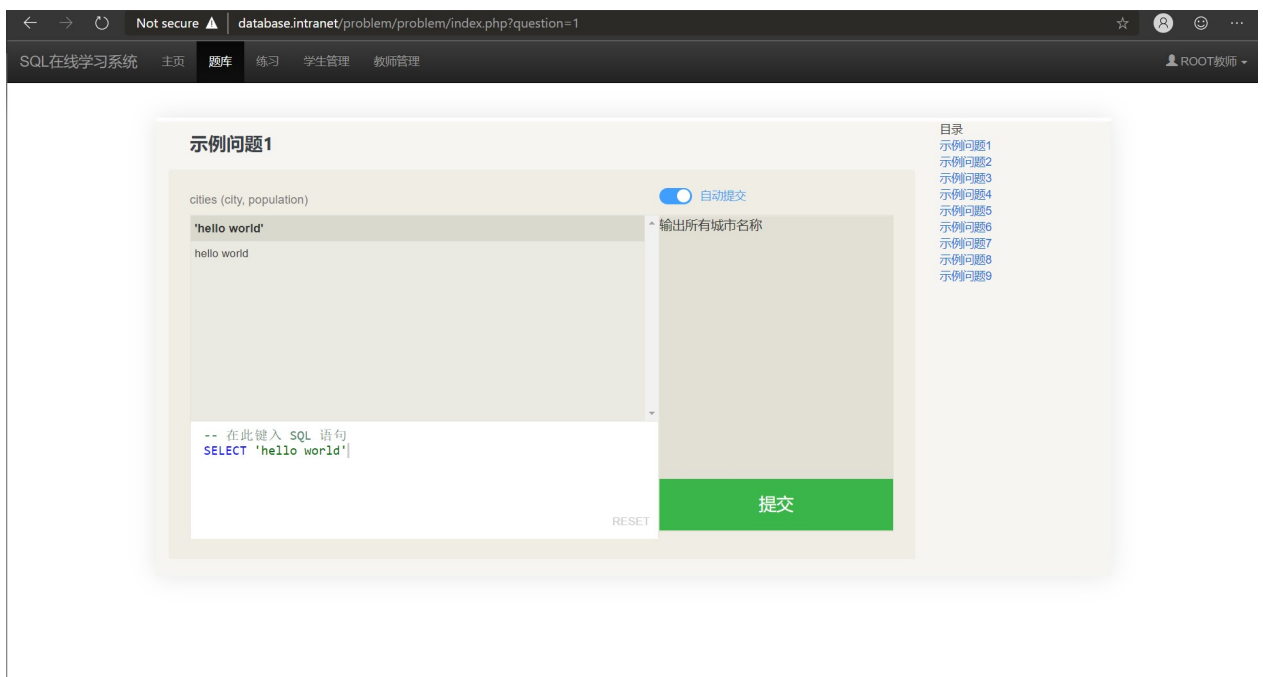 Not secure database.intranet/problem/problem/index.php?question=1
SQL在线学习系统 主页 题库 练习 学生管理 教师管理 ROOT教师
示例问题1
cities (city, population)
自动提交
'hello world'
hello world
输出所有城市名称
-- 在此键入 SQL 语句
SELECT 'hello world'
RESET
提交
目录
示例问题1
示例问题2
示例问题3
示例问题4
示例问题5
示例问题6
示例问题7
示例问题8
示例问题9